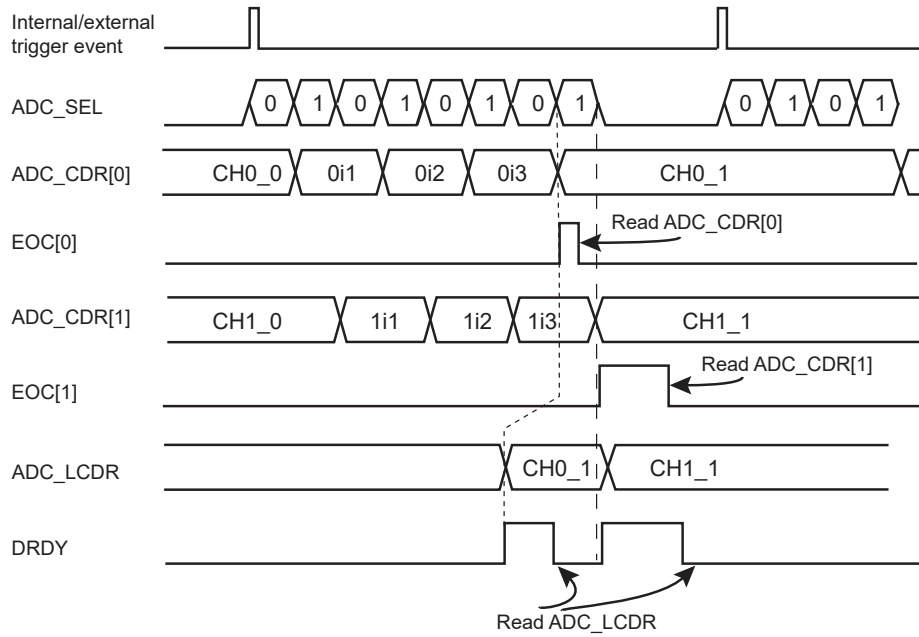 Internal/external
trigger event
ADC_SEL
0 1 0 1 0 1 0 1 0 1 0 1
ADC_CDR[0]
CH0_0 0i1 0i2 0i3 CH0_1
EOC[0]
Read ADC_CDR[0]
ADC_CDR[1]
CH1_0 1i1 1i2 1i3 CH1_1
EOC[1]
Read ADC_CDR[1]
ADC_LCDR
CH0_1 CH1_1
DRDY
Read ADC_LCDR